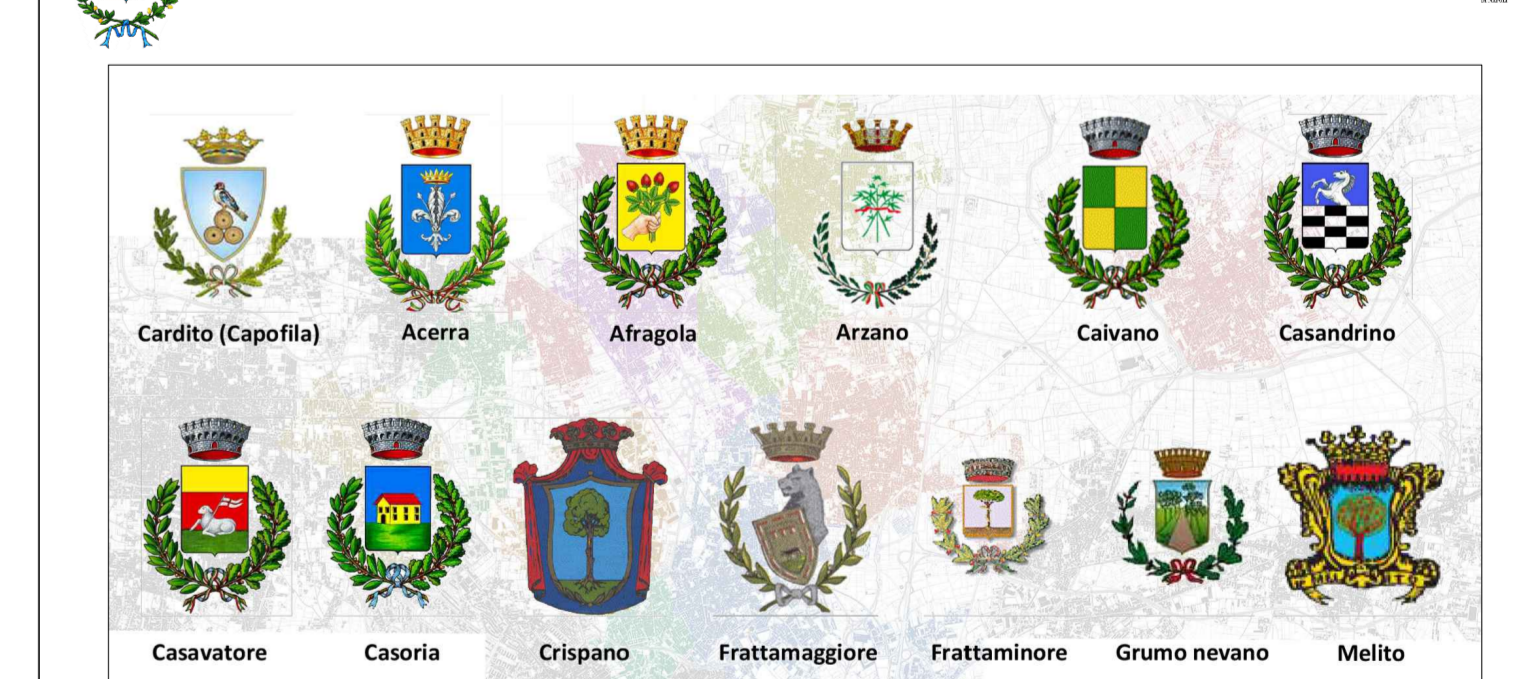 Cardito (Capofila) Acerra Afragola Arzano Caivano Casandrino
Casavatore Casoria Crispano Frattamaggiore Frattaminore Grumo nevano Melito